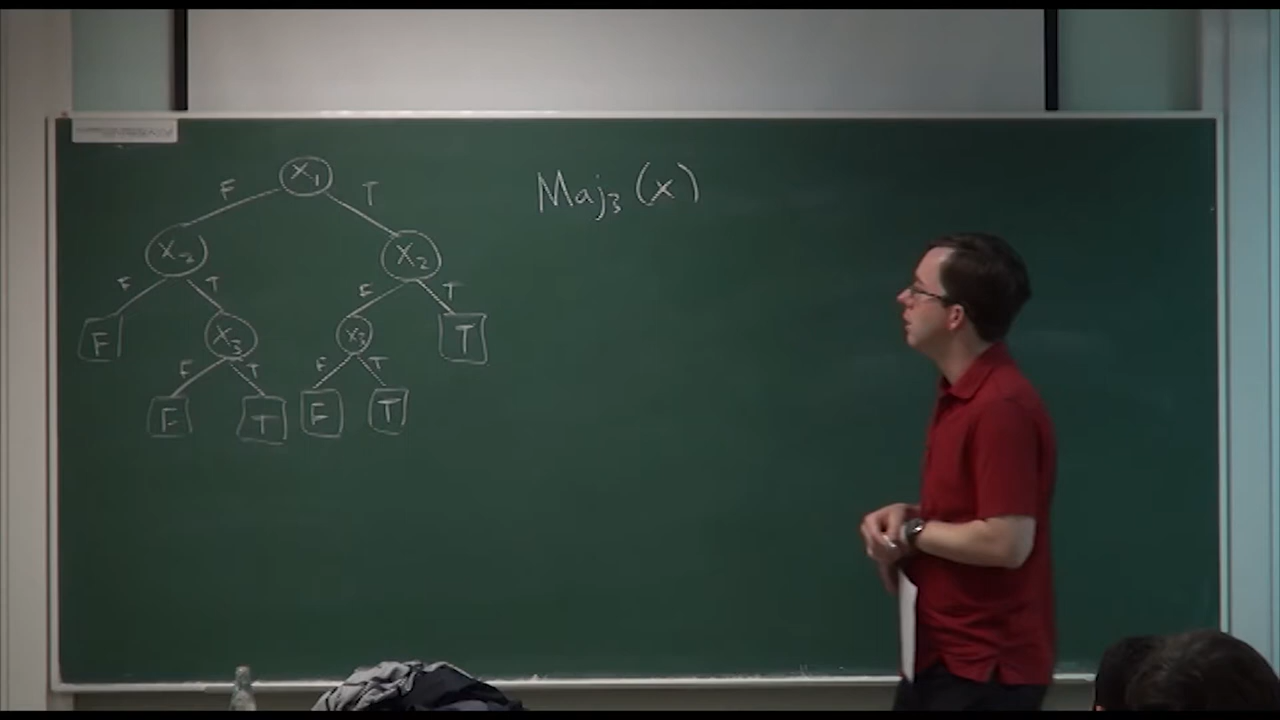 X₁ Maj₃(x)
F T
X₂ X₂
F T F T
F X₃ X₃ T
F T F T
F T F T